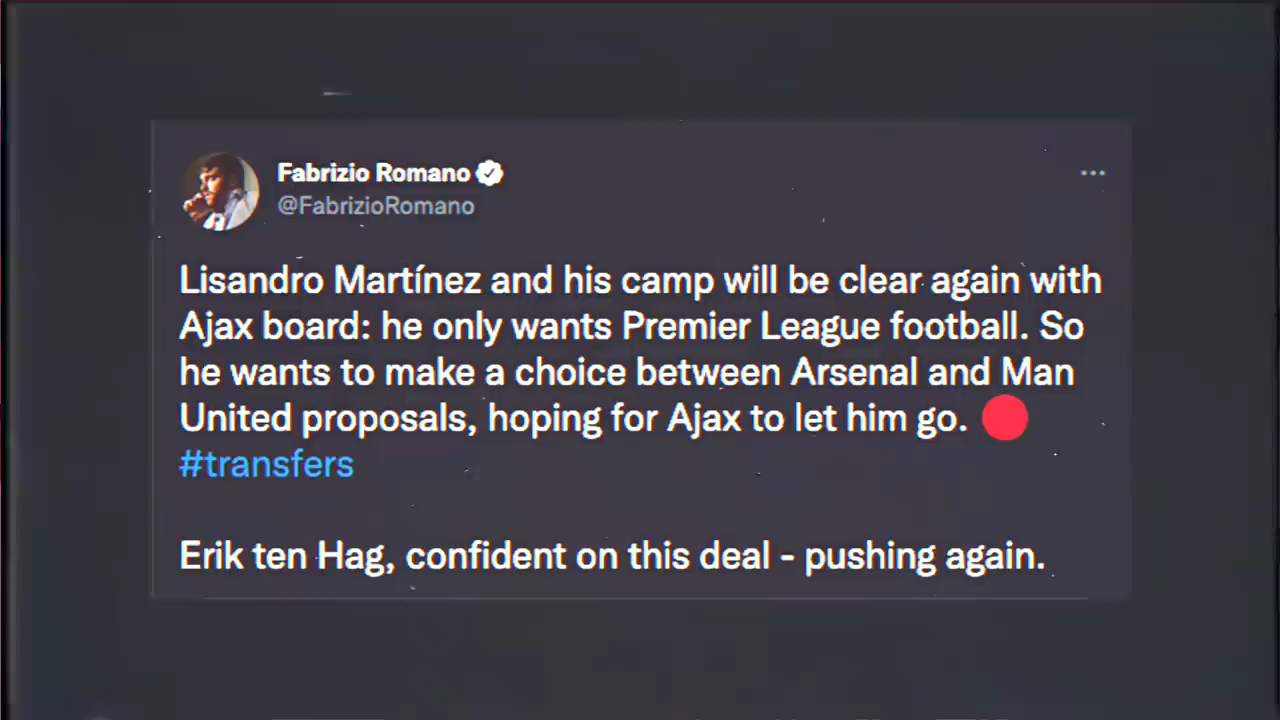 Fabrizio Romano
@FabrizioRomano
Lisandro Martínez and his camp will be clear again with
Ajax board: he only wants Premier League football. So
he wants to make a choice between Arsenal and Man
United proposals, hoping for Ajax to let him go. 🔴
#transfers
Erik ten Hag, confident on this deal - pushing again.